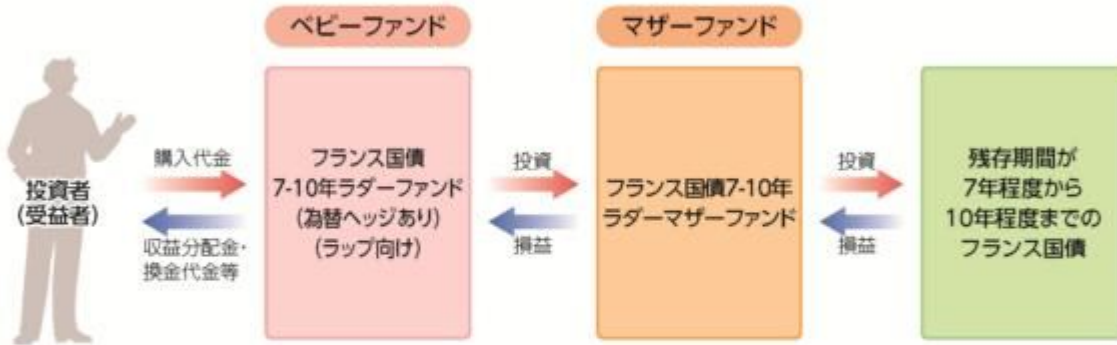 ベビーファンド
マザーファンド
投資者
(受益者)
購入代金
収益分配金・
換金代金等
フランス国債
7-10年ラダーファンド
(為替ヘッジあり)
(ラップ向け)
投資
損益
フランス国債7-10年
ラダーマザーファンド
投資
損益
残存期間が
7年程度から
10年程度までの
フランス国債